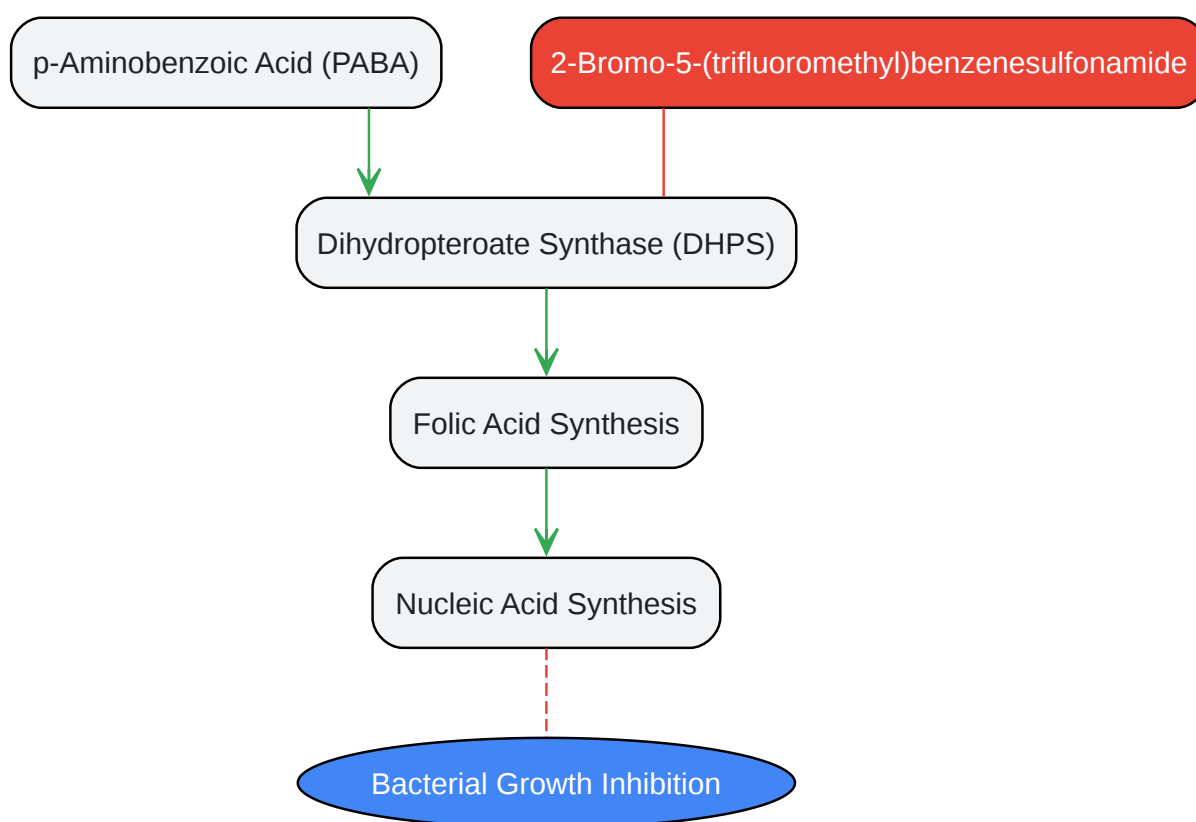 p-Aminobenzoic Acid (PABA)
2-Bromo-5-(trifluoromethyl)benzenesulfonamide
Dihydropteroate Synthase (DHPS)
Folic Acid Synthesis
Nucleic Acid Synthesis
Bacterial Growth Inhibition